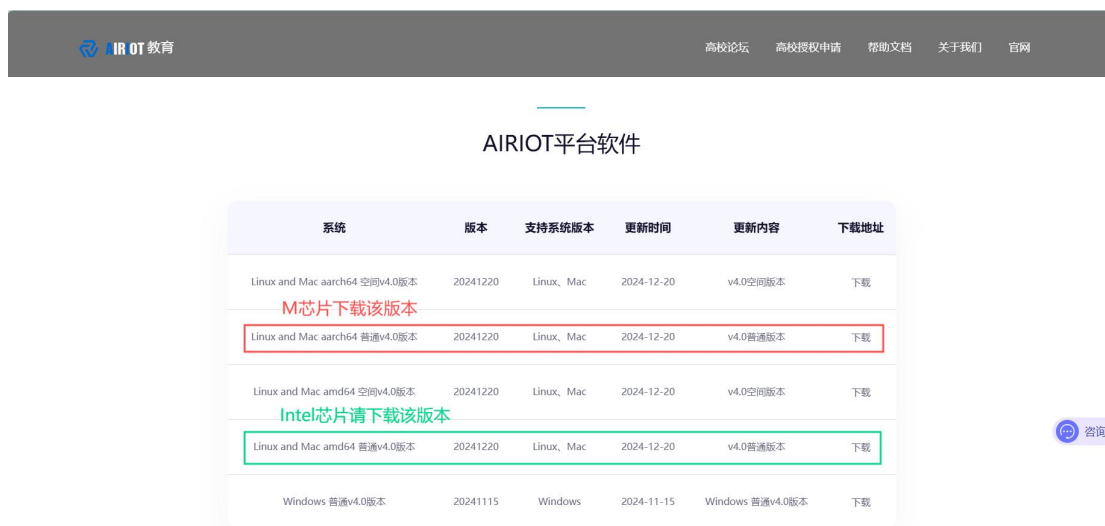 AIRIOT 教育 高校论坛 高校授权申请 帮助文档 关于我们 官网
AIRIOT平台软件
系统 版本 支持系统版本 更新时间 更新内容 下载地址
Linux and Mac aarch64 空间v4.0版本 20241220 Linux、Mac 2024-12-20 v4.0空间版本 下载
M芯片下载该版本
Linux and Mac aarch64 普通v4.0版本 20241220 Linux、Mac 2024-12-20 v4.0普通版本 下载
Linux and Mac amd64 空间v4.0版本 20241220 Linux、Mac 2024-12-20 v4.0空间版本 下载
Intel芯片请下载该版本
Linux and Mac amd64 普通v4.0版本 20241220 Linux、Mac 2024-12-20 v4.0普通版本 下载
咨询
Windows 普通v4.0版本 20241115 Windows 2024-11-15 Windows 普通v4.0版本 下载